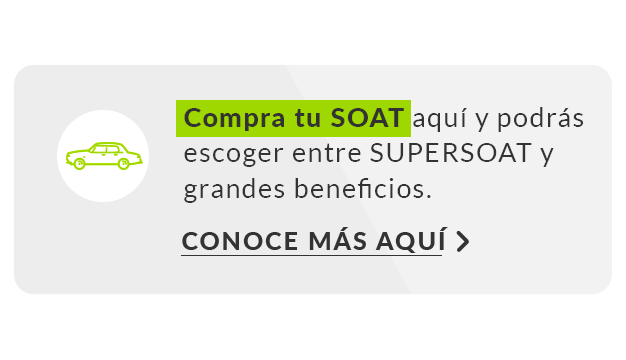 Compra tu SOAT aquí y podrás
escoger entre SUPERSOAT y
grandes beneficios.
CONOCE MÁS AQUÍ